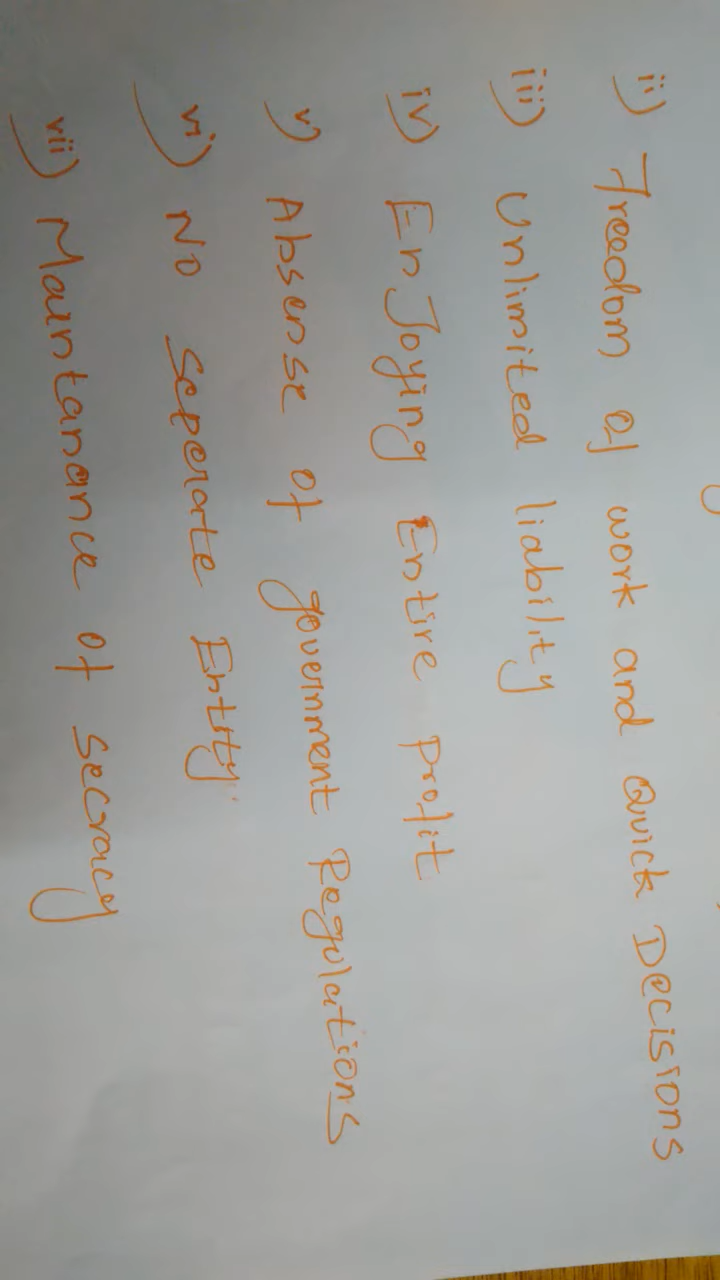 ii) Freedom of work and Quick Decisions
iii) Unlimited liability
iv) EnJoying Entire Profit
v) Absense of government Regulations
vi) No Seperate Entity.
vii) Maintanance of Secracy